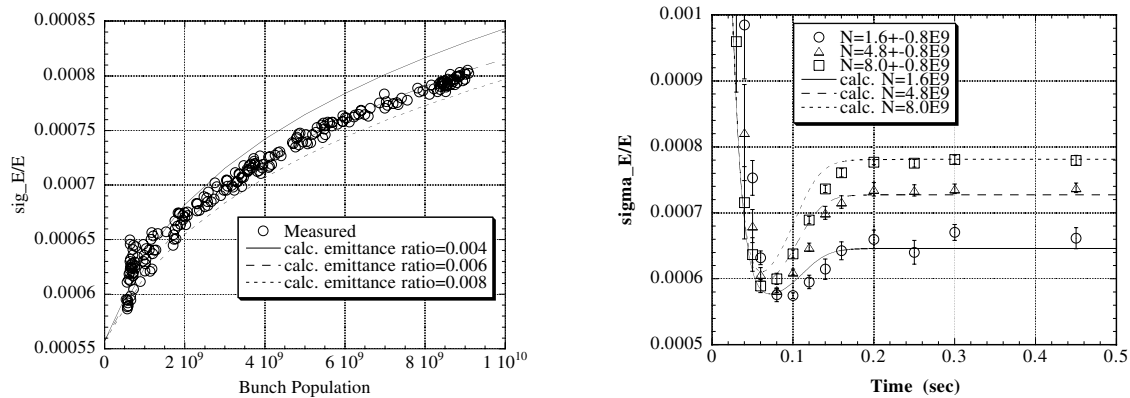 0.00085
0.0008
0.00075
0.0007
0.00065
0.0006
0.00055
sig_E/E
Measured
calc. emittance ratio=0.004
calc. emittance ratio=0.006
calc. emittance ratio=0.008
0 2 10^9 4 10^9 6 10^9 8 10^9 1 10^10
Bunch Population
0.001
0.0009
0.0008
0.0007
0.0006
0.0005
sigma_E/E
N=1.6+-0.8E9
N=4.8+-0.8E9
N=8.0+-0.8E9
calc. N=1.6E9
calc. N=4.8E9
calc. N=8.0E9
0 0.1 0.2 0.3 0.4 0.5
Time (sec)